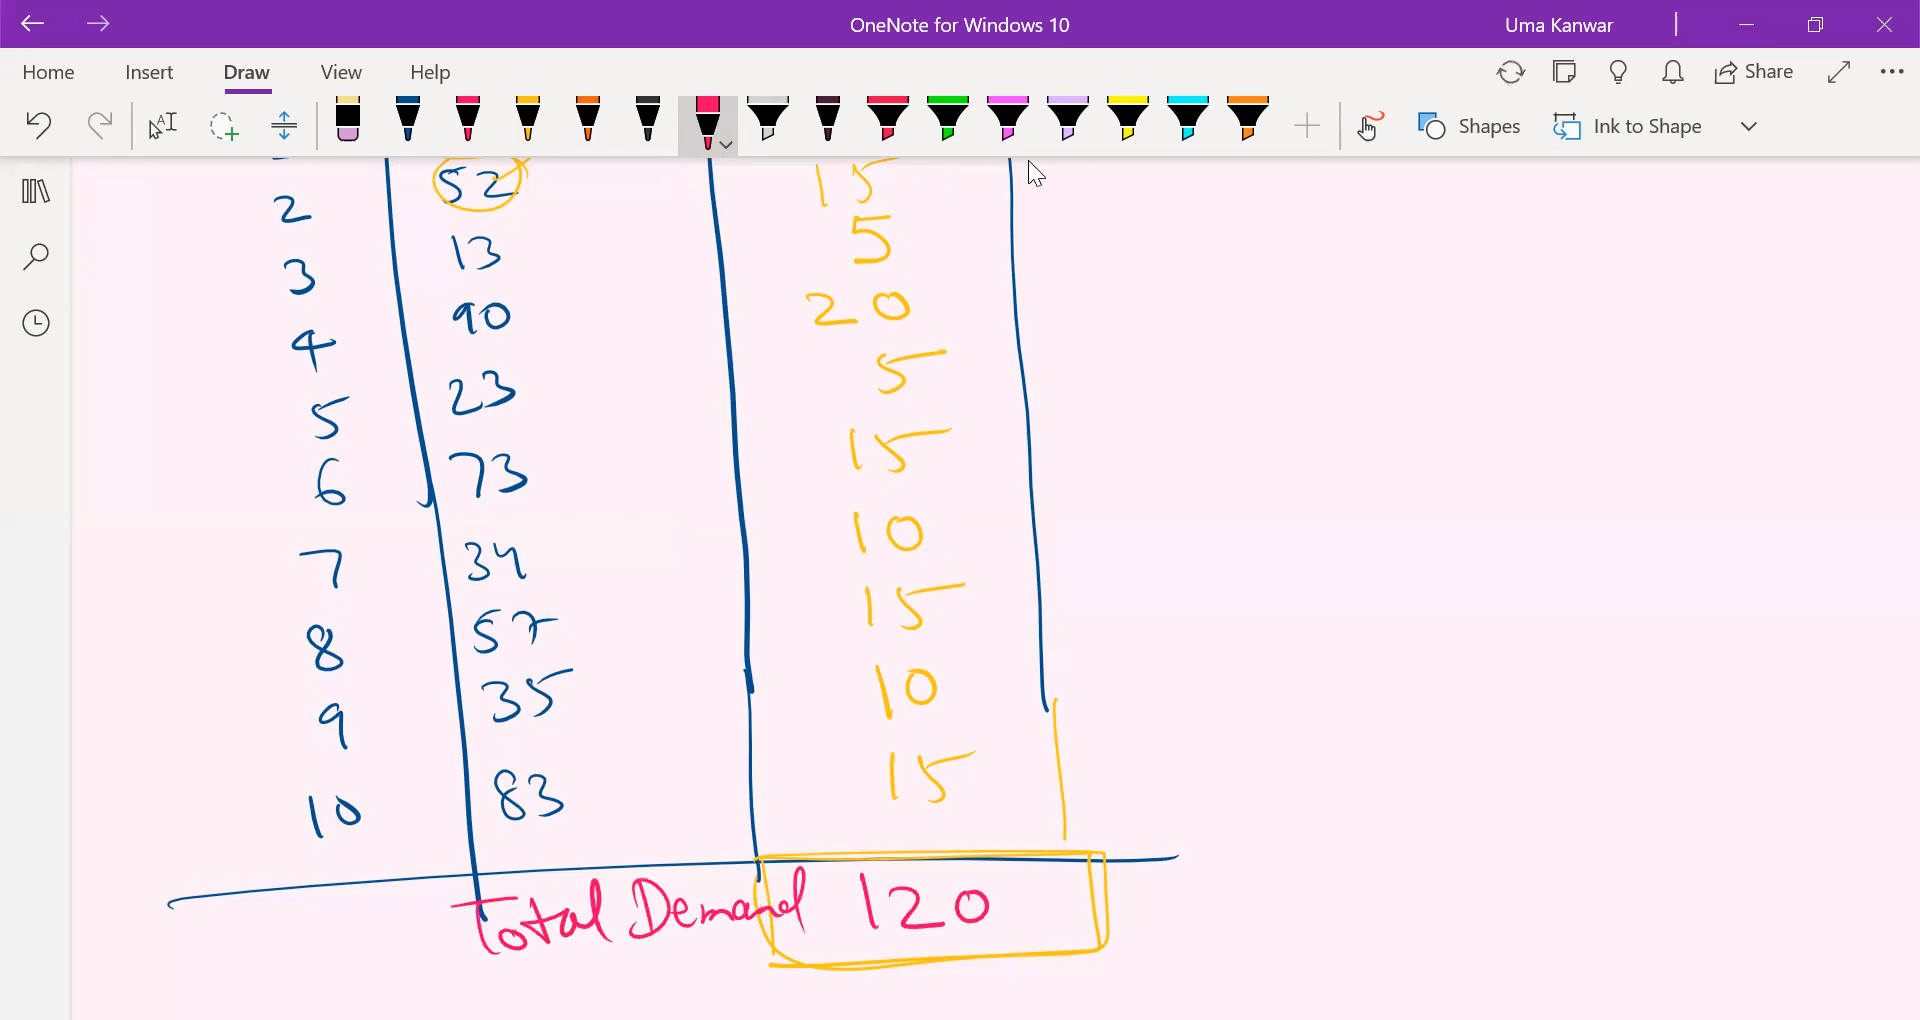 OneNote for Windows 10 Uma Kanwar
Home Insert Draw View Help Share
Shapes Ink to Shape
52 15
2 13 5
3 90 20
4 23 5
5 73 15
6 34 10
7 57 15
8 35 10
9 83 15
10
Total Demand 120